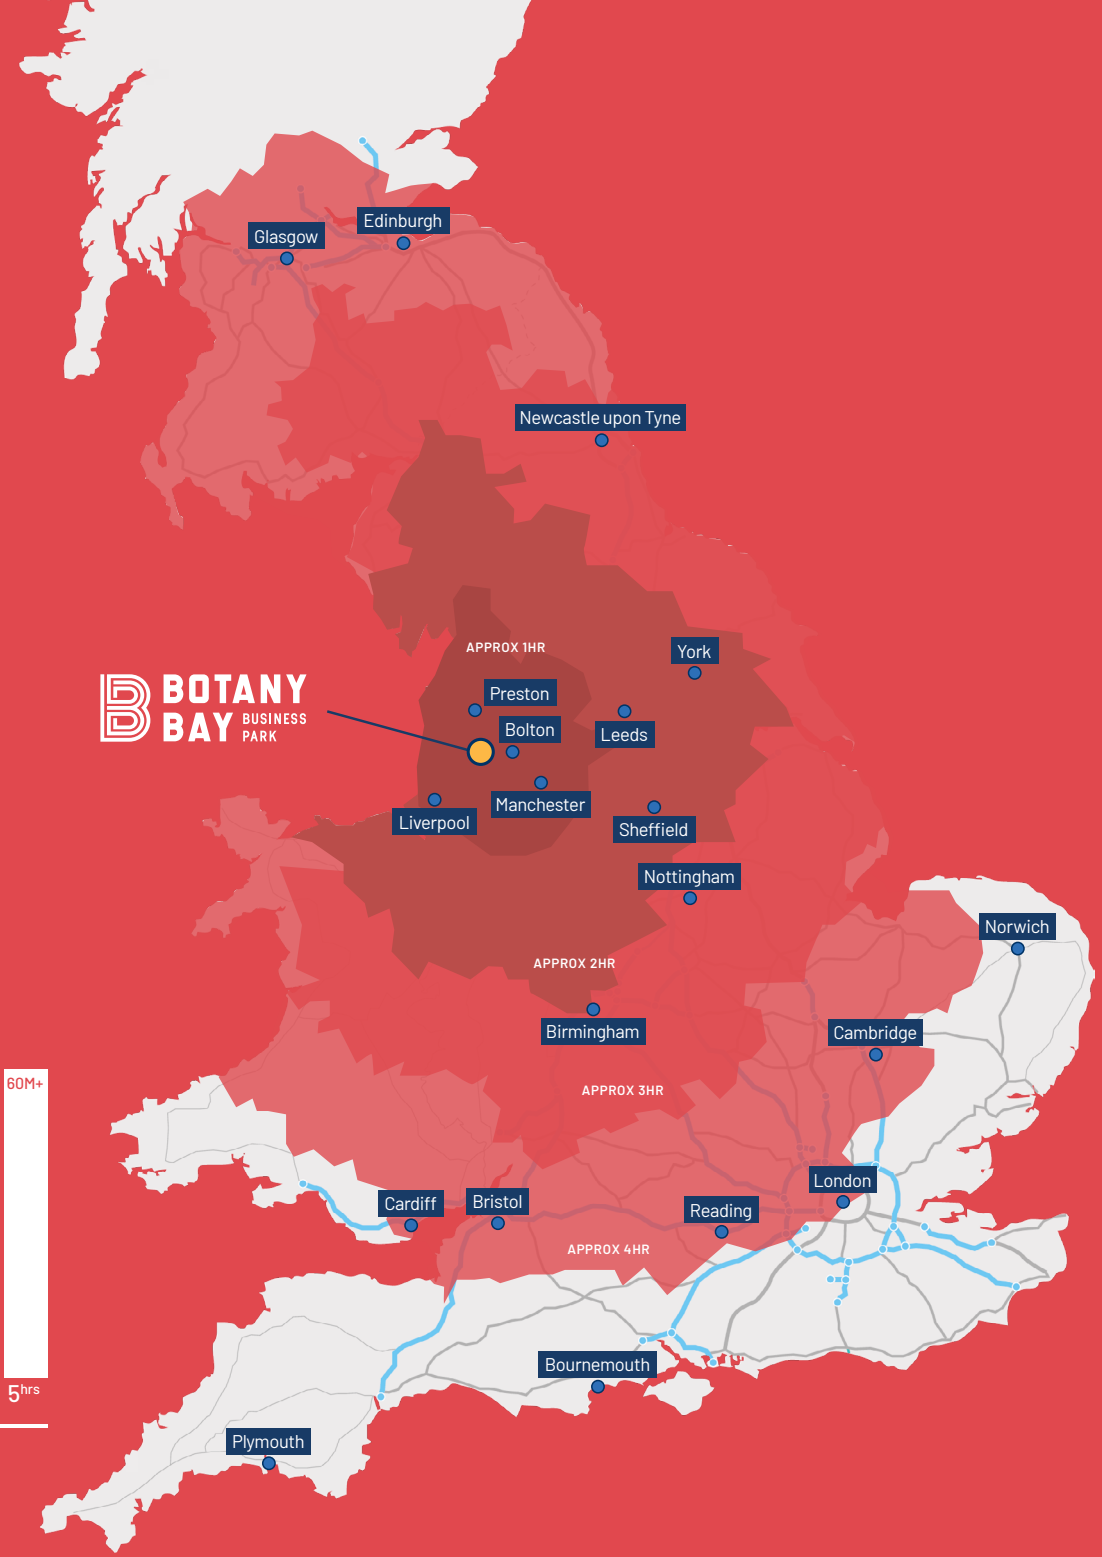 Edinburgh
Glasgow
Newcastle upon Tyne
APPROX 1HR
York
BOTANY
BAY BUSINESS
PARK
Preston
Bolton
Leeds
Manchester
Liverpool
Sheffield
Nottingham
Norwich
APPROX 2HR
Birmingham
Cambridge
60M+
APPROX 3HR
London
Cardiff
Bristol
Reading
APPROX 4HR
Bournemouth
5hrs
Plymouth